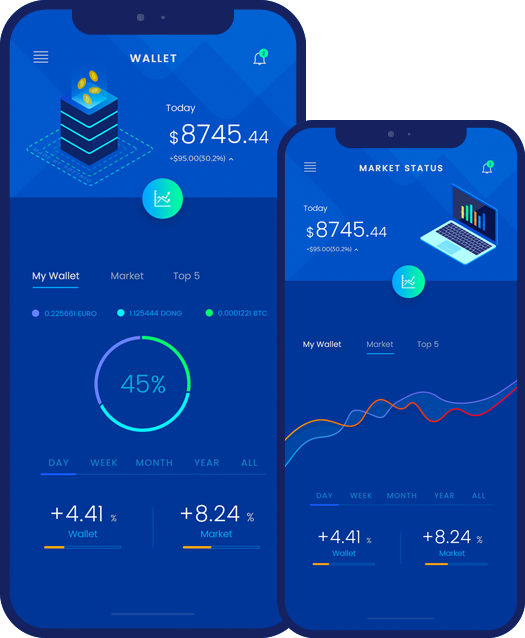 WALLET
2
Today
$8745.44
+$95.00(30.2%)
My Wallet Market Top 5
0.225661 EURO 1.125444 DONG 0.0001221 BTC
45%
DAY WEEK MONTH YEAR ALL
+4.41 % +8.24 %
Wallet Market
MARKET STATUS
2
Today
$8745.44
+$95.00(30.2%)
My Wallet Market Top 5
DAY WEEK MONTH YEAR ALL
+4.41 % +8.24 %
Wallet Market